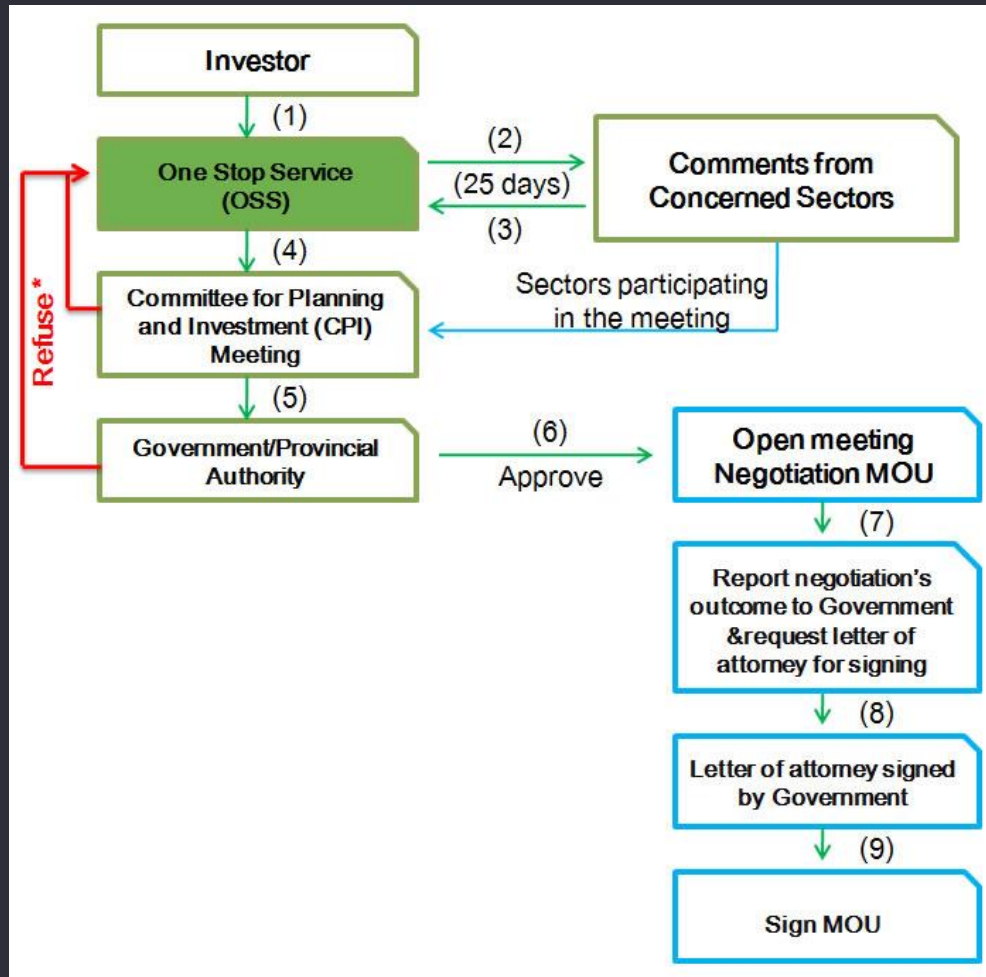 Investor
(1)
One Stop Service
(OSS)
(2)
(25 days)
(3)
Comments from
Concerned Sectors
(4)
Sectors participating
in the meeting
Refuse*
Committee for Planning
and Investment (CPI)
Meeting
(5)
Government/Provincial
Authority
(6)
Approve
Open meeting
Negotiation MOU
(7)
Report negotiation's
outcome to Government
&request letter of
attorney for signing
(8)
Letter of attorney signed
by Government
(9)
Sign MOU